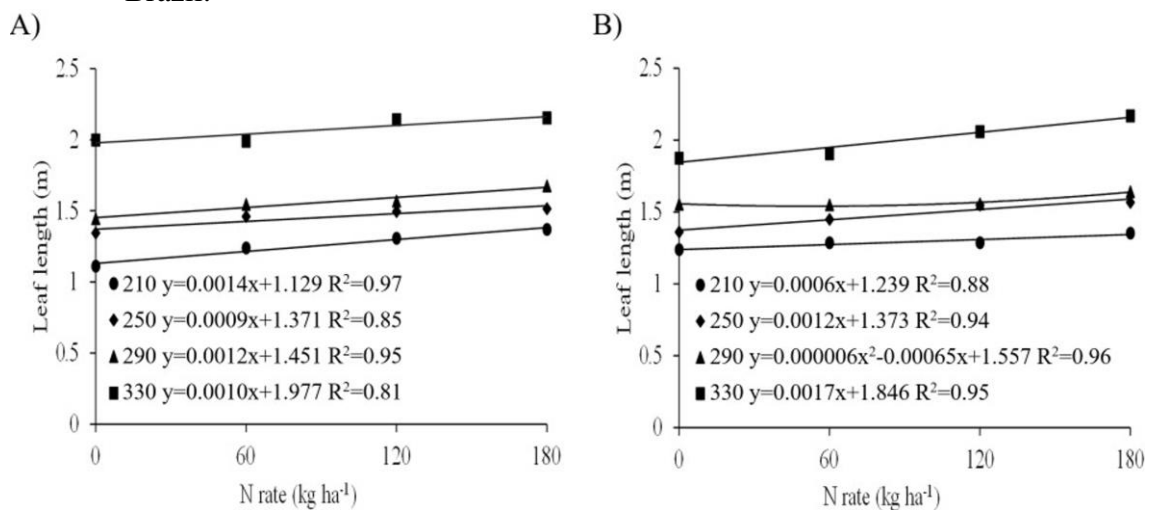 Brazil.
A)
B)
2.5
2
1.5
1
0.5
0
Leaf length (m)
210 y=0.0014x+1.129 R²=0.97
250 y=0.0009x+1.371 R²=0.85
290 y=0.0012x+1.451 R²=0.95
330 y=0.0010x+1.977 R²=0.81
0 60 120 180
N rate (kg ha⁻¹)
2.5
2
1.5
1
0.5
0
Leaf length (m)
210 y=0.0006x+1.239 R²=0.88
250 y=0.0012x+1.373 R²=0.94
290 y=0.000006x²-0.00065x+1.557 R²=0.96
330 y=0.0017x+1.846 R²=0.95
0 60 120 180
N rate (kg ha⁻¹)